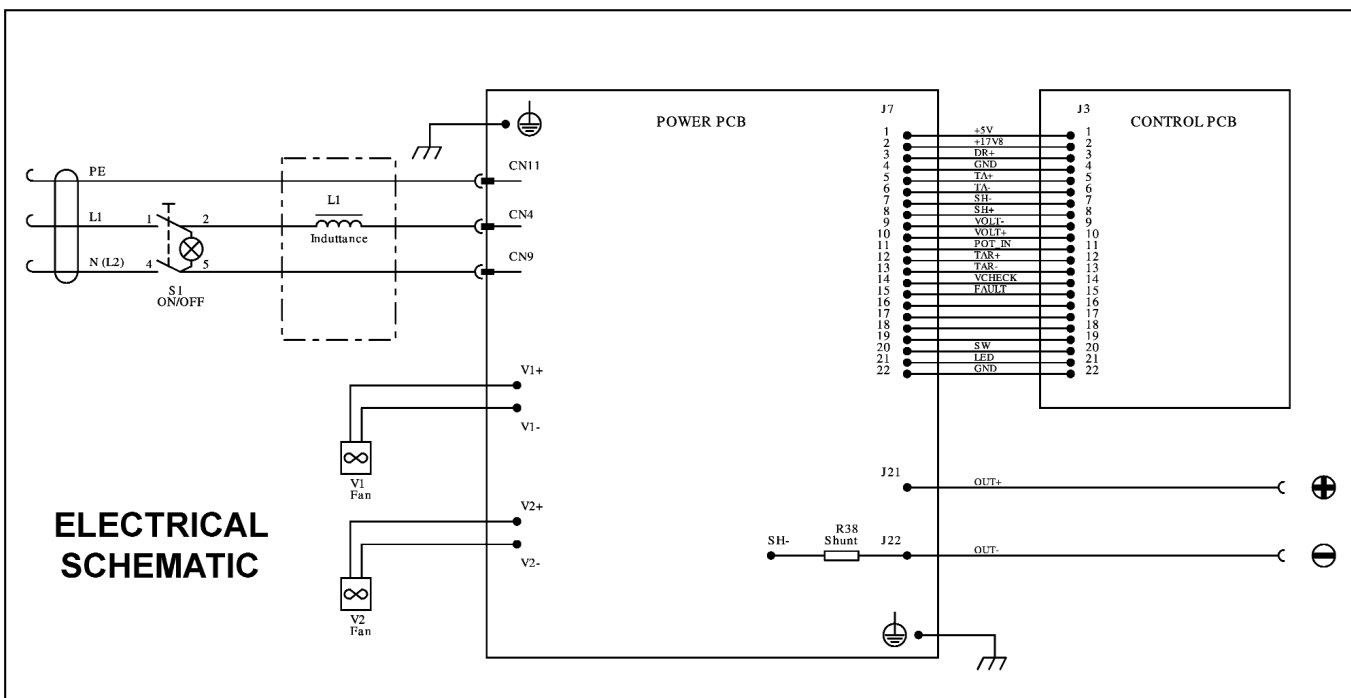 POWER PCB
J7
J3
CONTROL PCB
1 +5V 1
2 +17V8 2
3 DR+ 3
4 GND 4
5 TA+ 5
6 TA- 6
7 SH- 7
8 SH+ 8
9 VOLT- 9
10 VOLT+ 10
11 POT_IN 11
12 TAR+ 12
13 TAR- 13
14 VCHECK 14
15 FAULT 15
16 16
17 17
18 18
19 19
20 SW 20
21 LED 21
22 GND 22
PE
CN11
L1
1
2
L1
Induttance
CN4
N (L2)
4
5
CN9
S1
ON/OFF
V1+
V1-
V1
Fan
J21
OUT+
ELECTRICAL
SCHEMATIC
V2+
V2-
V2
Fan
SH-
R38
Shunt
J22
OUT-